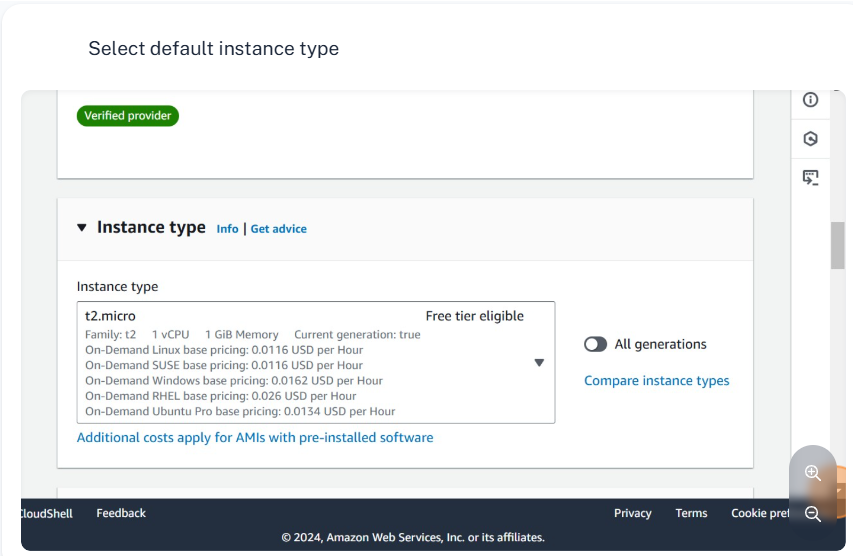 Select default instance type
Verified provider
Instance type Info | Get advice
Instance type
t2.micro Free tier eligible
Family: t2 1 vCPU 1 GiB Memory Current generation: true
On-Demand Linux base pricing: 0.0116 USD per Hour
On-Demand SUSE base pricing: 0.0116 USD per Hour
On-Demand Windows base pricing: 0.0162 USD per Hour
On-Demand RHEL base pricing: 0.026 USD per Hour
On-Demand Ubuntu Pro base pricing: 0.0134 USD per Hour
All generations
Compare instance types
Additional costs apply for AMIs with pre-installed software
CloudShell Feedback Privacy Terms Cookie pref
© 2024, Amazon Web Services, Inc. or its affiliates.